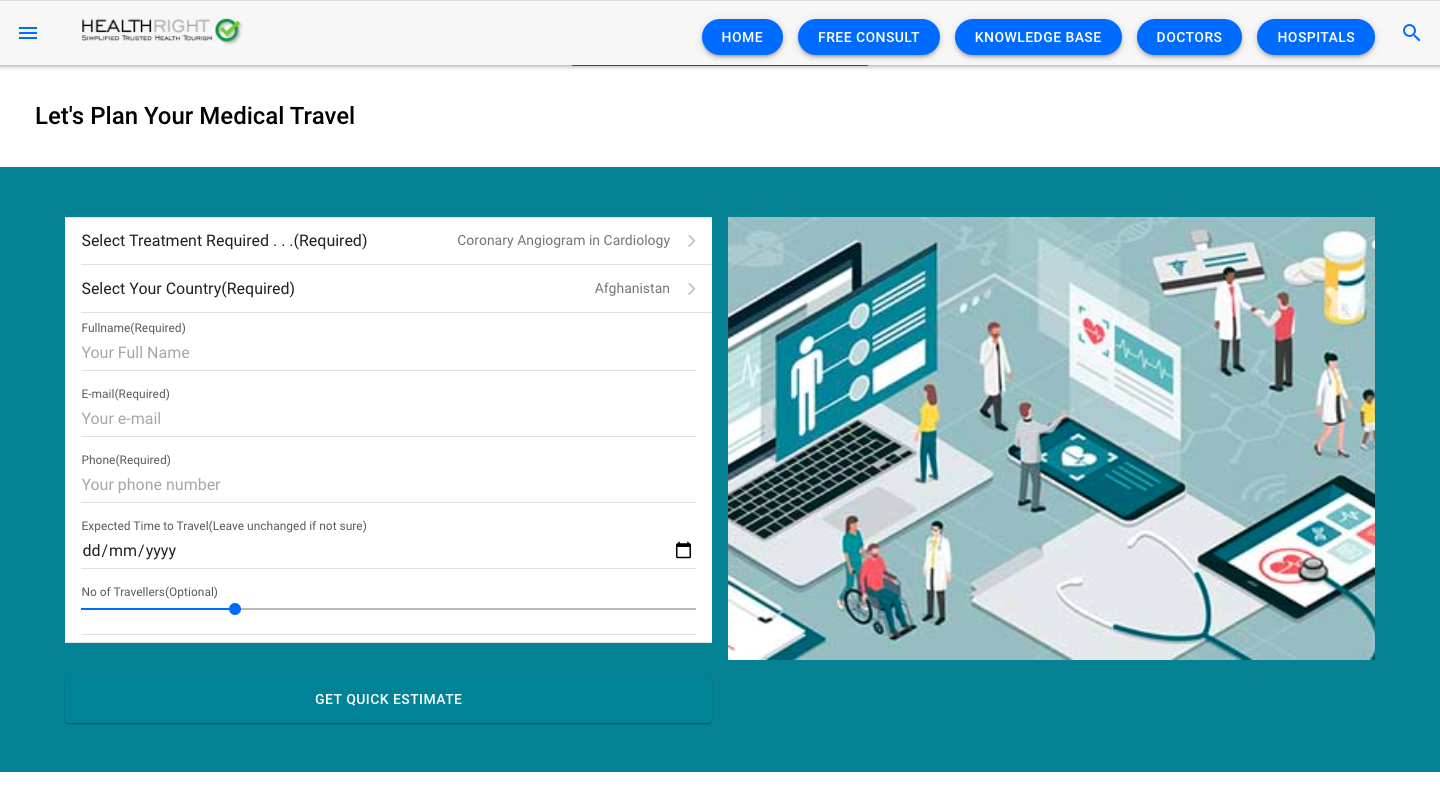 HEALTHRIGHT
Simplified Trusted Health Tourism
HOME
FREE CONSULT
KNOWLEDGE BASE
DOCTORS
HOSPITALS
Let's Plan Your Medical Travel
Select Treatment Required . . .(Required)
Coronary Angiogram in Cardiology
Select Your Country(Required)
Afghanistan
Fullname(Required)
Your Full Name
E-mail(Required)
Your e-mail
Phone(Required)
Your phone number
Expected Time to Travel(Leave unchanged if not sure)
dd/mm/yyyy
No of Travellers(Optional)
GET QUICK ESTIMATE